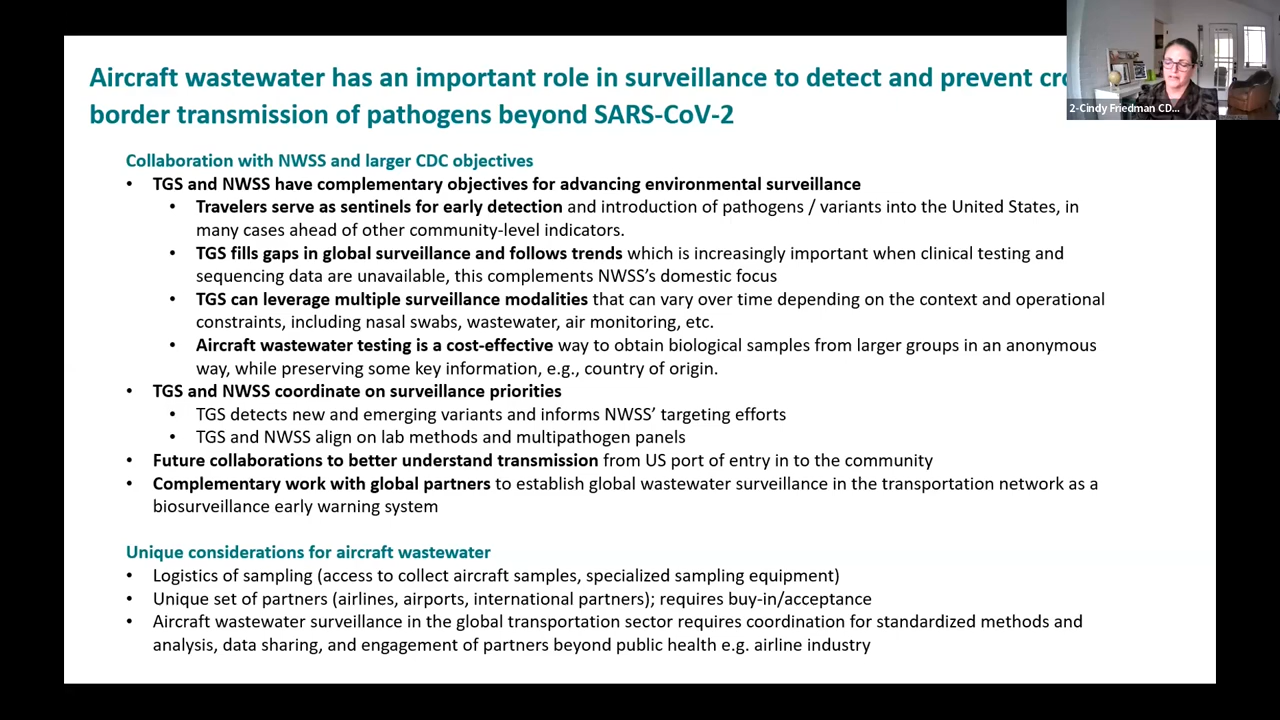 Aircraft wastewater has an important role in surveillance to detect and prevent
border transmission of pathogens beyond SARS-CoV-2
2-Cindy Friedman CD...
Collaboration with NWSS and larger CDC objectives
• TGS and NWSS have complementary objectives for advancing environmental surveillance
• Travelers serve as sentinels for early detection and introduction of pathogens / variants into the United States, in
many cases ahead of other community-level indicators.
• TGS fills gaps in global surveillance and follows trends which is increasingly important when clinical testing and
sequencing data are unavailable, this complements NWSS's domestic focus
• TGS can leverage multiple surveillance modalities that can vary over time depending on the context and operational
constraints, including nasal swabs, wastewater, air monitoring, etc.
• Aircraft wastewater testing is a cost-effective way to obtain biological samples from larger groups in an anonymous
way, while preserving some key information, e.g., country of origin.
• TGS and NWSS coordinate on surveillance priorities
• TGS detects new and emerging variants and informs NWSS' targeting efforts
• TGS and NWSS align on lab methods and multipathogen panels
• Future collaborations to better understand transmission from US port of entry in to the community
• Complementary work with global partners to establish global wastewater surveillance in the transportation network as a
biosurveillance early warning system
Unique considerations for aircraft wastewater
• Logistics of sampling (access to collect aircraft samples, specialized sampling equipment)
• Unique set of partners (airlines, airports, international partners); requires buy-in/acceptance
• Aircraft wastewater surveillance in the global transportation sector requires coordination for standardized methods and
analysis, data sharing, and engagement of partners beyond public health e.g. airline industry